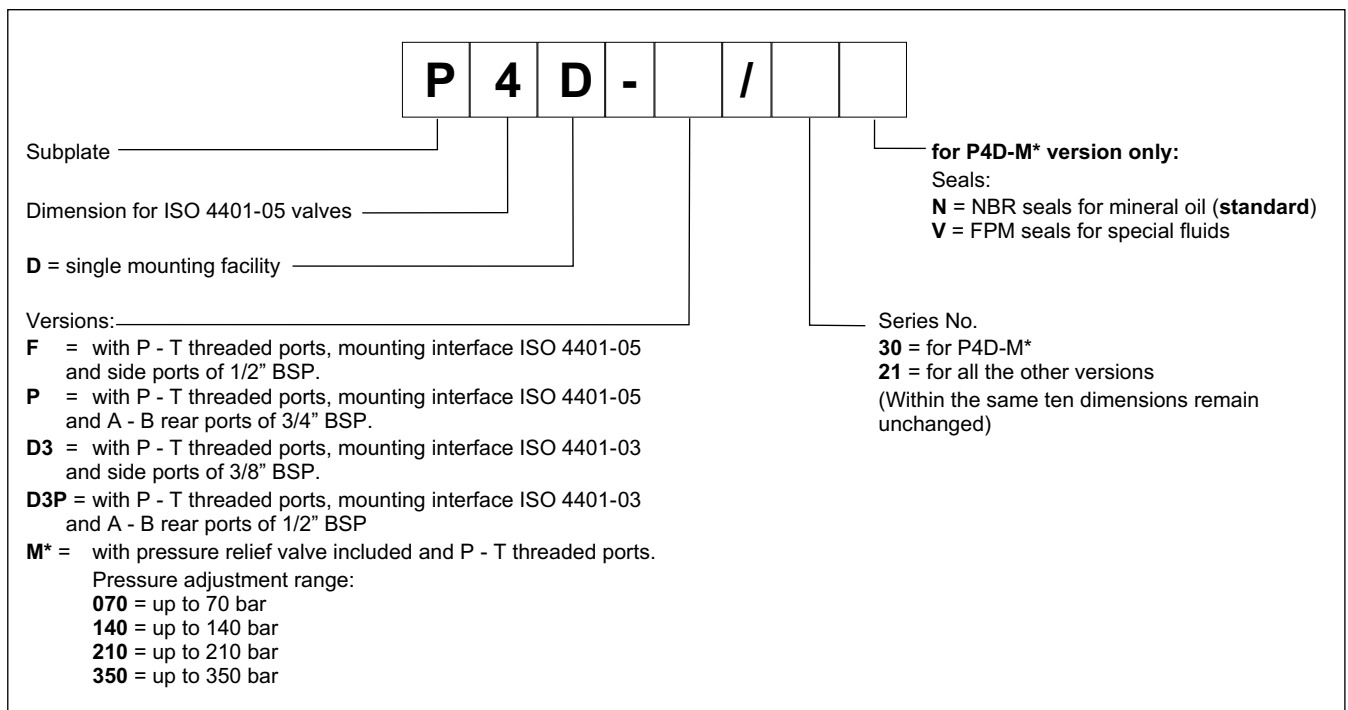 P 4 D - /
Subplate
Dimension for ISO 4401-05 valves
D = single mounting facility
Versions:
F = with P - T threaded ports, mounting interface ISO 4401-05
and side ports of 1/2” BSP.
P = with P - T threaded ports, mounting interface ISO 4401-05
and A - B rear ports of 3/4” BSP.
D3 = with P - T threaded ports, mounting interface ISO 4401-03
and side ports of 3/8” BSP.
D3P = with P - T threaded ports, mounting interface ISO 4401-03
and A - B rear ports of 1/2” BSP
M* = with pressure relief valve included and P - T threaded ports.
Pressure adjustment range:
070 = up to 70 bar
140 = up to 140 bar
210 = up to 210 bar
350 = up to 350 bar
for P4D-M* version only:
Seals:
N = NBR seals for mineral oil (standard)
V = FPM seals for special fluids
Series No.
30 = for P4D-M*
21 = for all the other versions
(Within the same ten dimensions remain
unchanged)